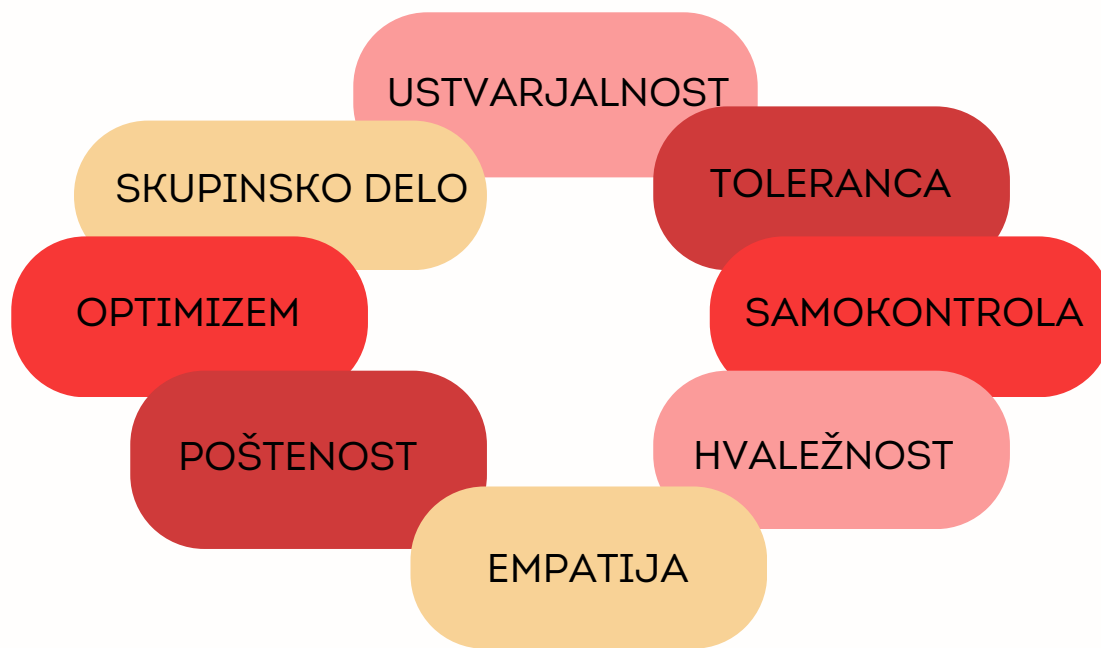 USTVARJALNOST
TOLERANCA
SKUPINSKO DELO
OPTIMIZEM
SAMOKONTROLA
POŠTENOST
HVALEŽNOST
EMPATIJA